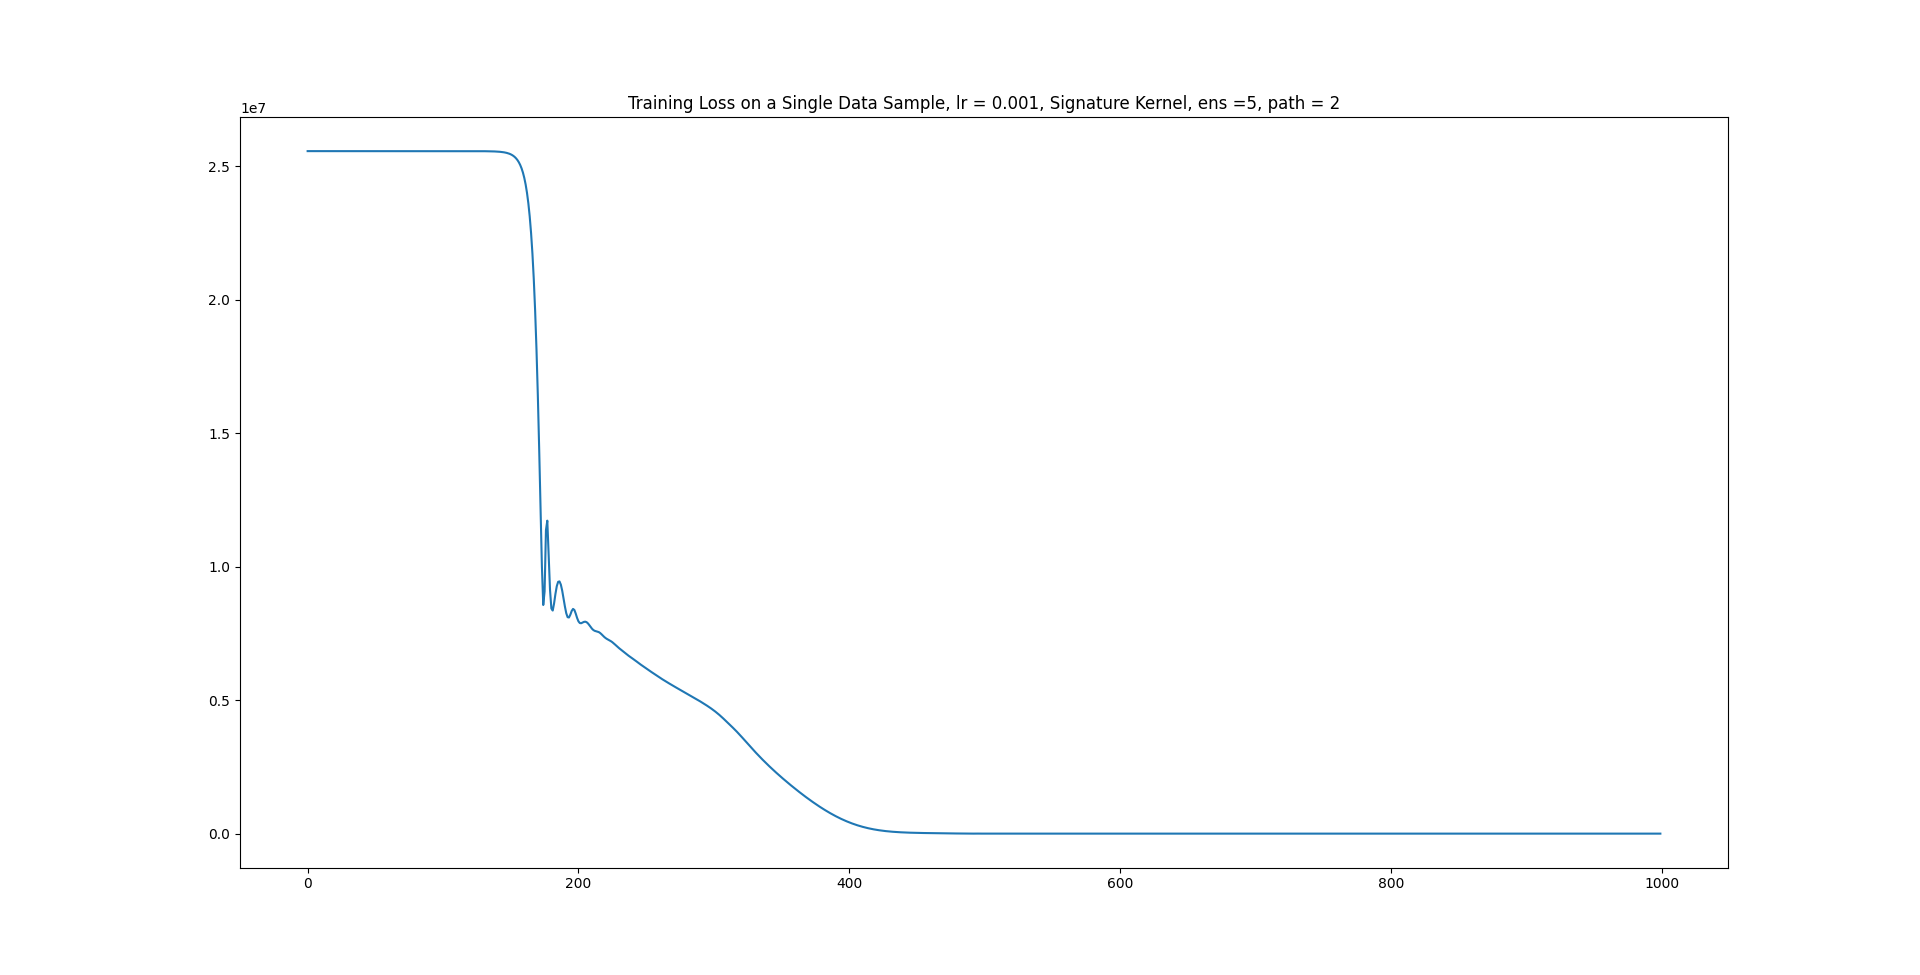 Training Loss on a Single Data Sample, lr = 0.001, Signature Kernel, ens =5, path = 2
1e7
2.5
2.0
1.5
1.0
0.5
0.0
0 200 400 600 800 1000